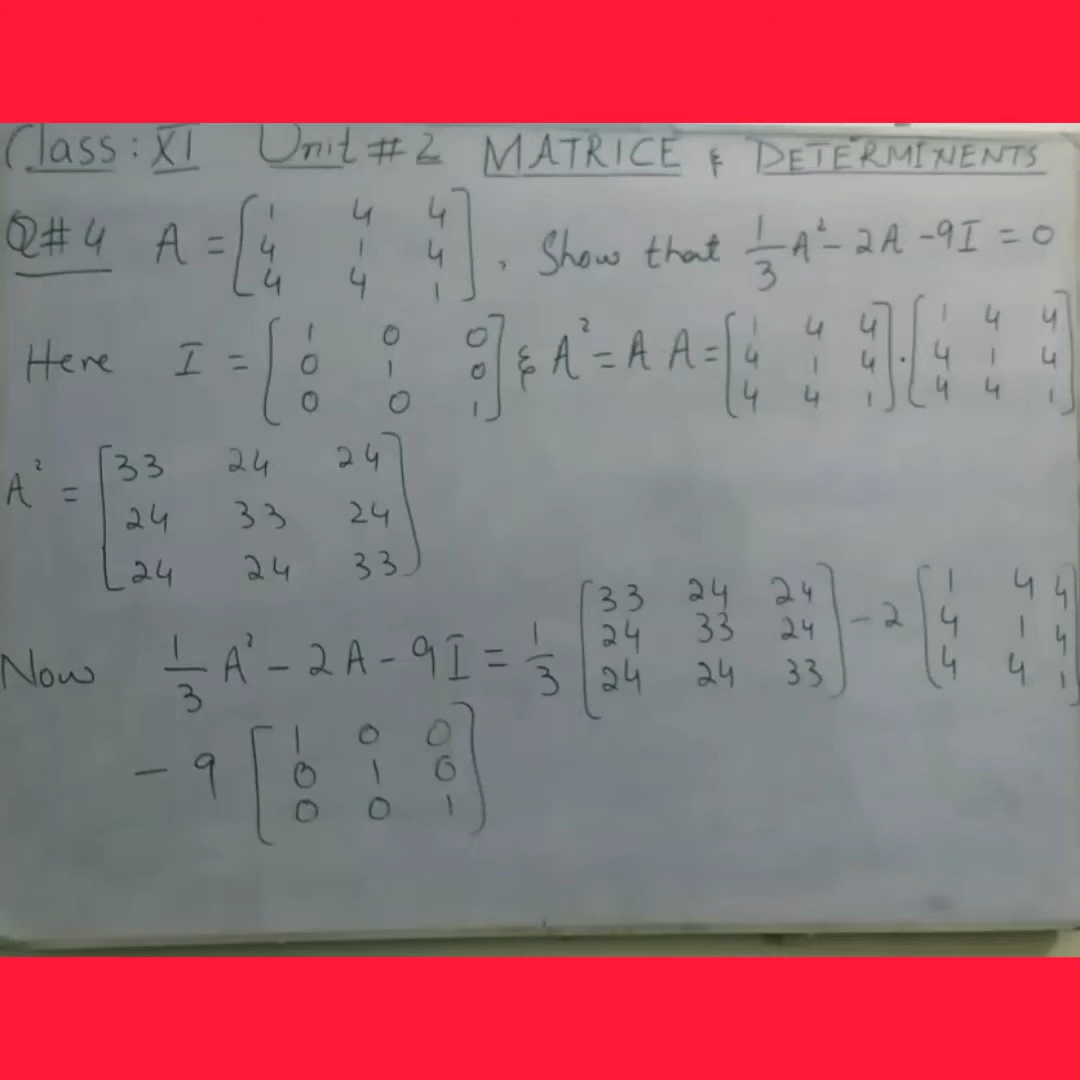 Class: XI Unit # 2 MATRICE & DETERMINENTS
Q# 4 A = [1 4 4; 4 1 4; 4 4 1], Show that 1/3 A² - 2A - 9I = 0
Here I = [1 0 0; 0 1 0; 0 0 1] & A² = A A = [1 4 4; 4 1 4; 4 4 1] . [1 4 4; 4 1 4; 4 4 1]
A² = [33 24 24; 24 33 24; 24 24 33]
Now 1/3 A² - 2A - 9I = 1/3 [33 24 24; 24 33 24; 24 24 33] - 2 [1 4 4; 4 1 4; 4 4 1]
- 9 [1 0 0; 0 1 0; 0 0 1]